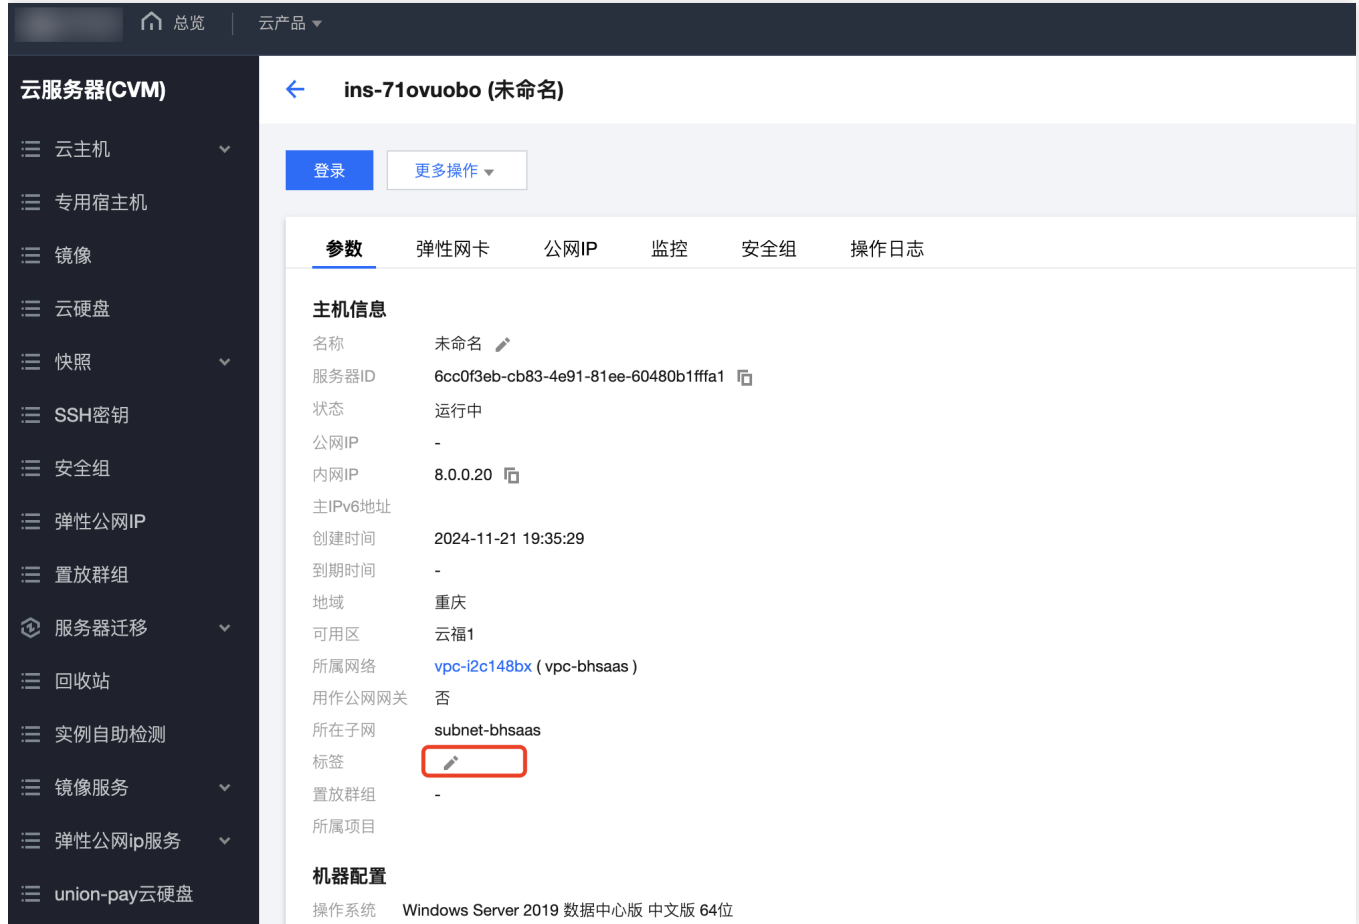 总览
云产品
云服务器(CVM)
云主机
专用宿主机
镜像
云硬盘
快照
SSH密钥
安全组
弹性公网IP
置放群组
服务器迁移
回收站
实例自助检测
镜像服务
弹性公网ip服务
union-pay云硬盘
ins-71ovuobo (未命名)
登录 更多操作
参数 弹性网卡 公网IP 监控 安全组 操作日志
主机信息
名称 未命名
服务器ID 6cc0f3eb-cb83-4e91-81ee-60480b1fffa1
状态 运行中
公网IP -
内网IP 8.0.0.20
主IPv6地址
创建时间 2024-11-21 19:35:29
到期时间 -
地域 重庆
可用区 云福1
所属网络 vpc-i2c148bx ( vpc-bhsaas )
用作公网网关 否
所在子网 subnet-bhsaas
标签
置放群组 -
所属项目
机器配置
操作系统 Windows Server 2019 数据中心版 中文版 64位